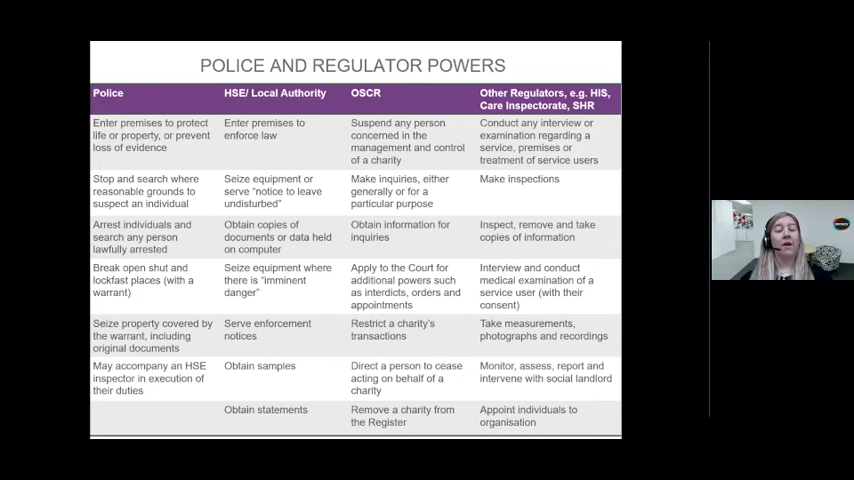 POLICE AND REGULATOR POWERS
Police
HSE/ Local Authority
OSCR
Other Regulators, e.g. HIS,
Care Inspectorate, SHR
Enter premises to protect
life or property, or prevent
loss of evidence
Enter premises to
enforce law
Suspend any person
concerned in the
management and control
of a charity
Conduct any interview or
examination regarding a
service, premises or
treatment of service users
Stop and search where
reasonable grounds to
suspect an individual
Seize equipment or
serve “notice to leave
undisturbed”
Make inquiries, either
generally or for a
particular purpose
Make inspections
Arrest individuals and
search any person
lawfully arrested
Obtain copies of
documents or data held
on computer
Obtain information for
inquiries
Inspect, remove and take
copies of information
Break open shut and
lockfast places (with a
warrant)
Seize equipment where
there is “imminent
danger”
Apply to the Court for
additional powers such
as interdicts, orders and
appointments
Interview and conduct
medical examination of a
service user (with their
consent)
Seize property covered by
the warrant, including
original documents
Serve enforcement
notices
Restrict a charity's
transactions
Take measurements,
photographs and recordings
May accompany an HSE
inspector in execution of
their duties
Obtain samples
Direct a person to cease
acting on behalf of a
charity
Monitor, assess, report and
intervene with social landlord
Obtain statements
Remove a charity from
the Register
Appoint individuals to
organisation